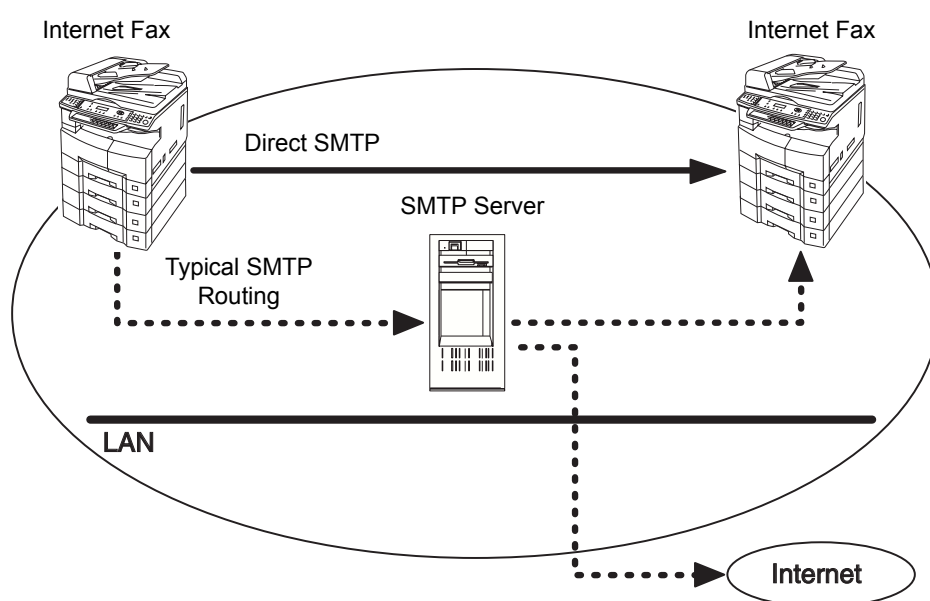 Internet Fax
Internet Fax
Direct SMTP
SMTP Server
Typical SMTP
Routing
LAN
Internet